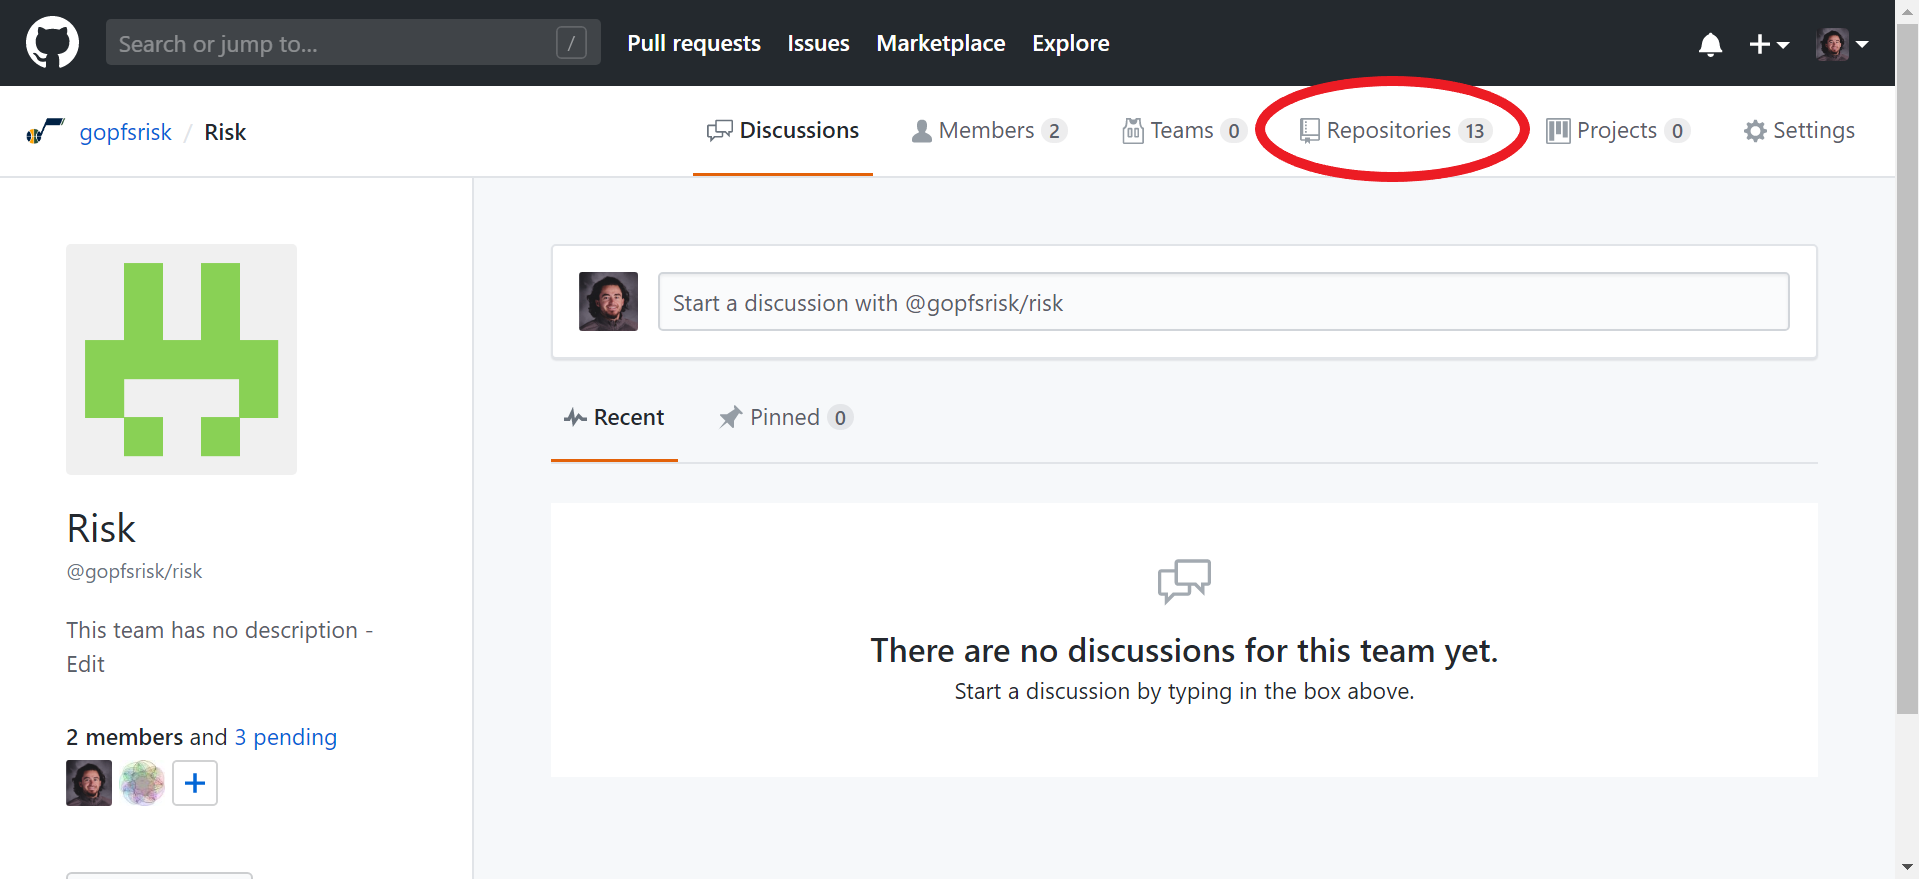 Search or jump to... / Pull requests Issues Marketplace Explore
gopfsrisk / Risk Discussions Members 2 Teams 0 Repositories 13 Projects 0 Settings
Start a discussion with @gopfsrisk/risk
Recent Pinned 0
Risk
@gopfsrisk/risk
This team has no description -
Edit
2 members and 3 pending
There are no discussions for this team yet.
Start a discussion by typing in the box above.